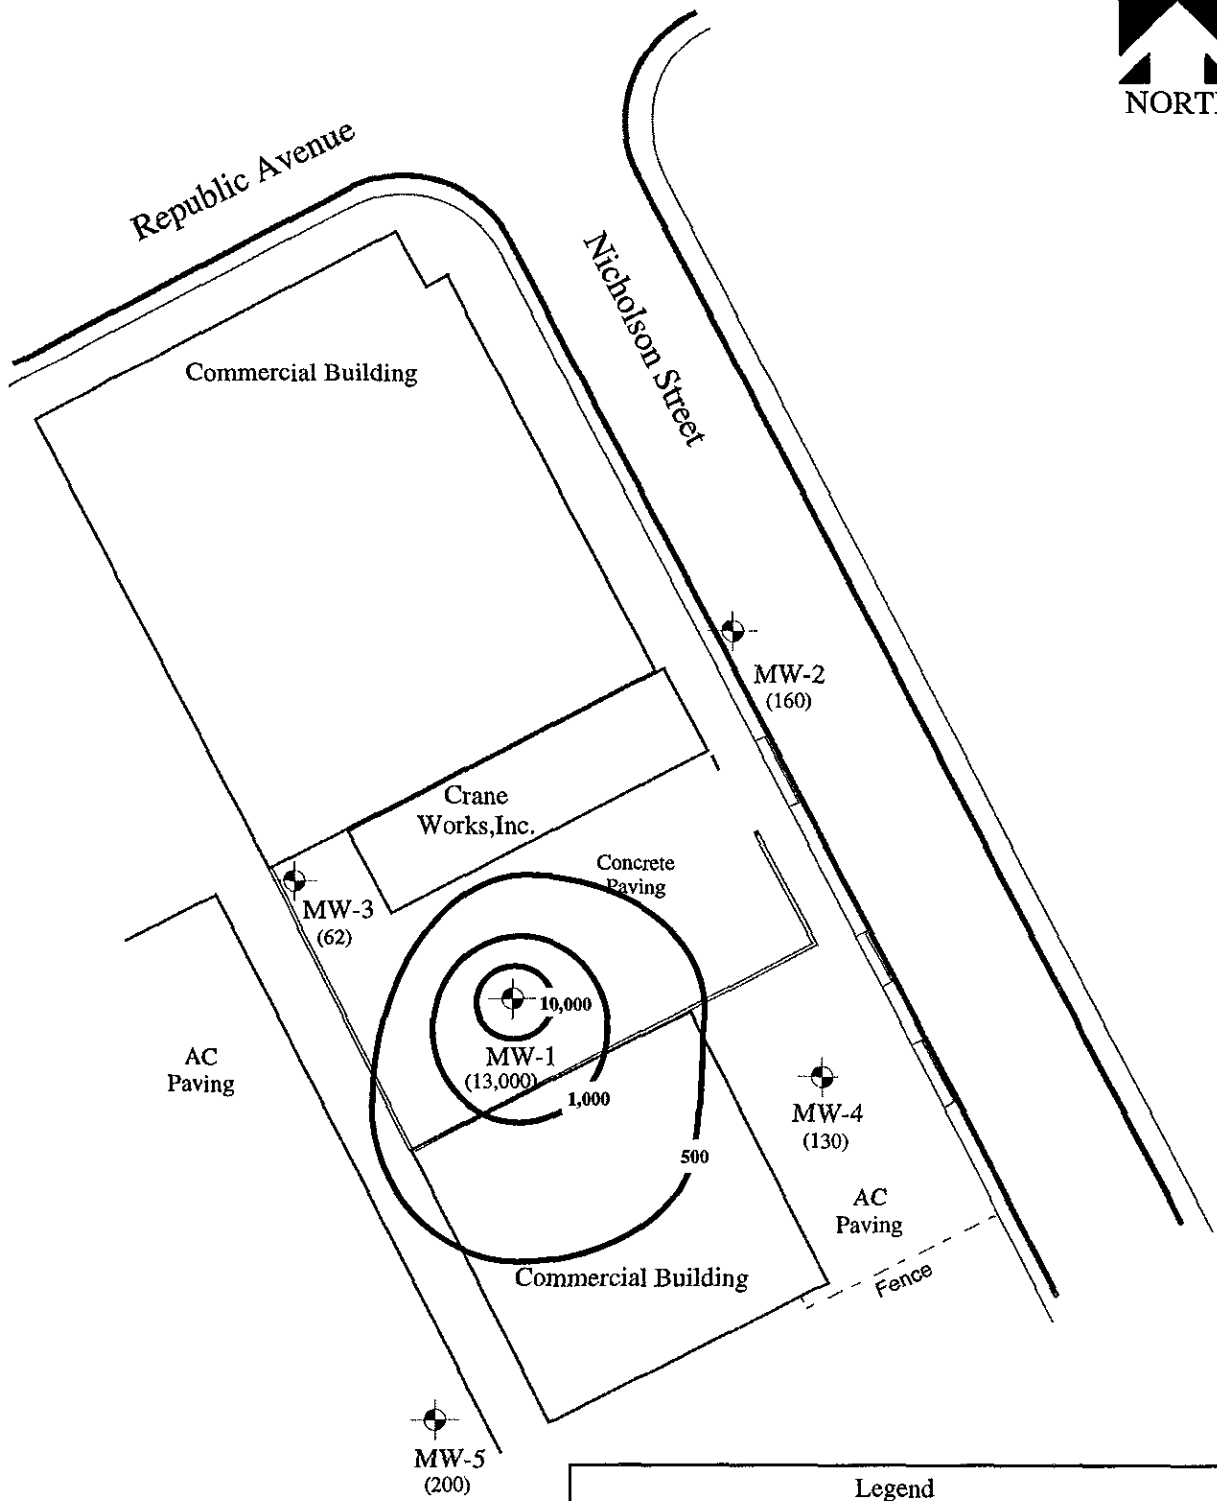 NORTH
Republic Avenue
Nicholson Street
Commercial Building
MW-2
(160)
Crane
Works,Inc.
Concrete
Paving
MW-3
(62)
10,000
MW-1
(13,000)
1,000
AC
Paving
MW-4
(130)
500
AC
Paving
Fence
Commercial Building
MW-5
(200)
Legend